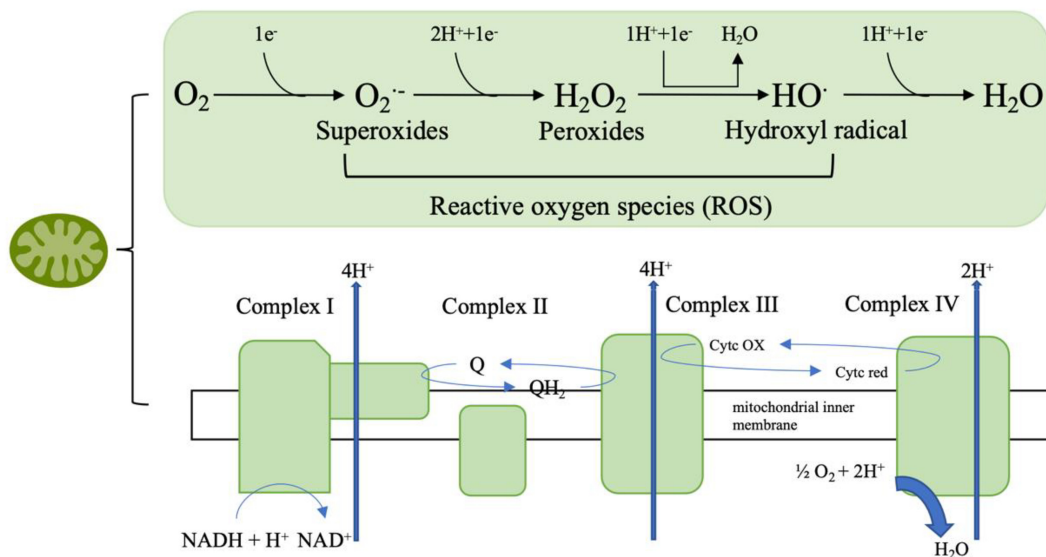 1e⁻
2H⁺+1e⁻
1H⁺+1e⁻
H₂O
1H⁺+1e⁻
O₂
O₂·⁻
H₂O₂
HO·
H₂O
Superoxides
Peroxides
Hydroxyl radical
Reactive oxygen species (ROS)
4H⁺
4H⁺
2H⁺
Complex I
Complex II
Complex III
Complex IV
Q
QH₂
Cytc OX
Cytc red
mitochondrial inner
membrane
½ O₂ + 2H⁺
NADH + H⁺ NAD⁺
H₂O